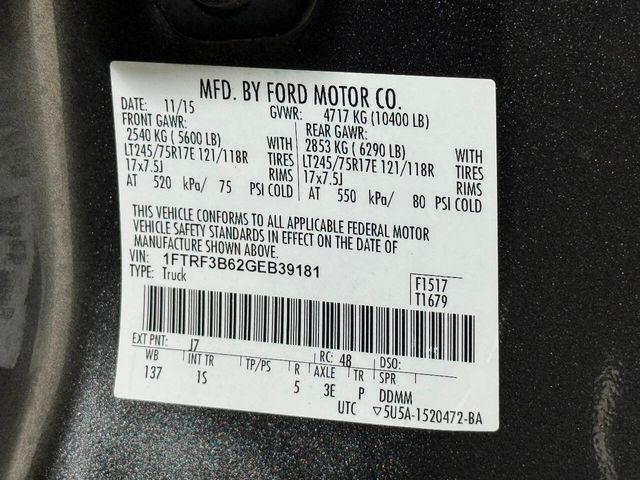 MFD. BY FORD MOTOR CO.
DATE: 11/15 GVWR: 4717 KG (10400 LB)
FRONT GAWR: REAR GAWR:
2540 KG ( 5600 LB) WITH 2853 KG ( 6290 LB) WITH
LT245/75R17E 121/118R TIRES LT245/75R17E 121/118R TIRES
17x7.5J RIMS 17x7.5J RIMS
AT 520 kPa/ 75 PSI COLD AT 550 kPa/ 80 PSI COLD
THIS VEHICLE CONFORMS TO ALL APPLICABLE FEDERAL MOTOR
VEHICLE SAFETY STANDARDS IN EFFECT ON THE DATE OF
MANUFACTURE SHOWN ABOVE.
VIN: 1FTRF3B62GEB39181 F1517
TYPE: Truck T1679
EXT PNT: J7 RC: 48 DSO:
WB INT TR TP/PS R AXLE TR SPR
137 1S 5 3E P DDMM
UTC ▽5U5A-1520472-BA